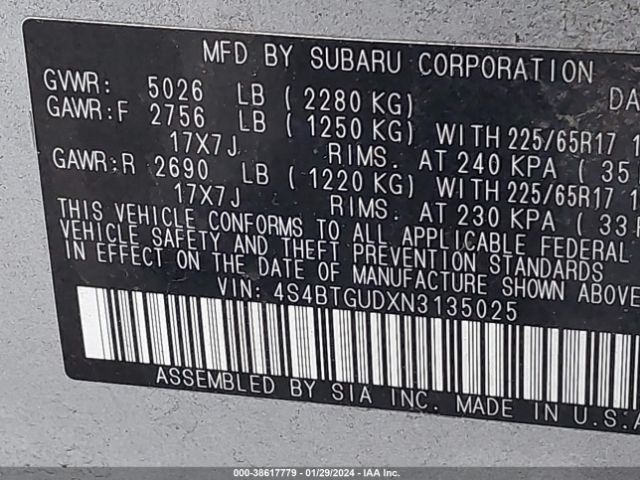 MFD BY SUBARU CORPORATION
GVWR: 5026 LB ( 2280 KG) DA
GAWR:F 2756 LB ( 1250 KG) WITH 225/65R17 1
17X7J RIMS. AT 240 KPA ( 35
GAWR:R 2690 LB ( 1220 KG) WITH 225/65R17 1
17X7J RIMS. AT 230 KPA ( 33
THIS VEHICLE CONFORMS TO ALL APPLICABLE FEDERAL
VEHICLE SAFETY AND THEFT PREVENTION STANDARDS
IN EFFECT ON THE DATE OF MANUFACTURE SHOWN ABOVE
VIN: 4S4BTGUDXN3135025
ASSEMBLED BY SIA INC. MADE IN U.S.A
000-38617779 - 01/29/2024 - IAA Inc.